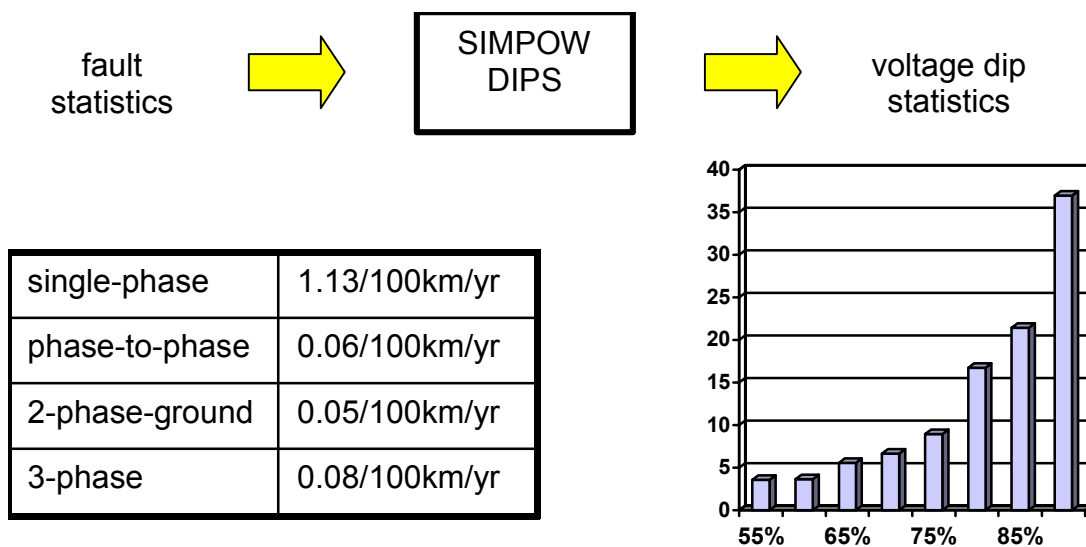 fault
statistics
SIMPOW
DIPS
voltage dip
statistics
single-phase 1.13/100km/yr
phase-to-phase 0.06/100km/yr
2-phase-ground 0.05/100km/yr
3-phase 0.08/100km/yr
40
35
30
25
20
15
10
5
0
55% 65% 75% 85%